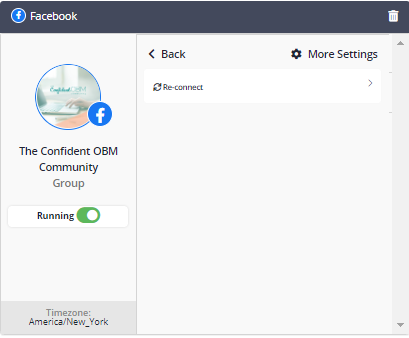 Facebook
Back
More Settings
Re-connect
Confident OBM
The Confident OBM
Community
Group
Running
Timezone:
America/New_York